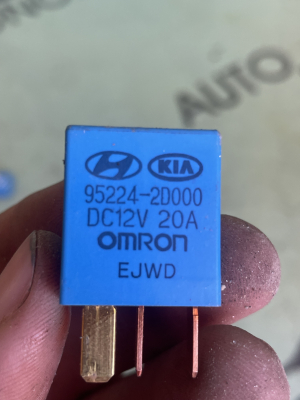 AUTO.
KIA
95224-2D000
DC12V 20A
omron
EJWD